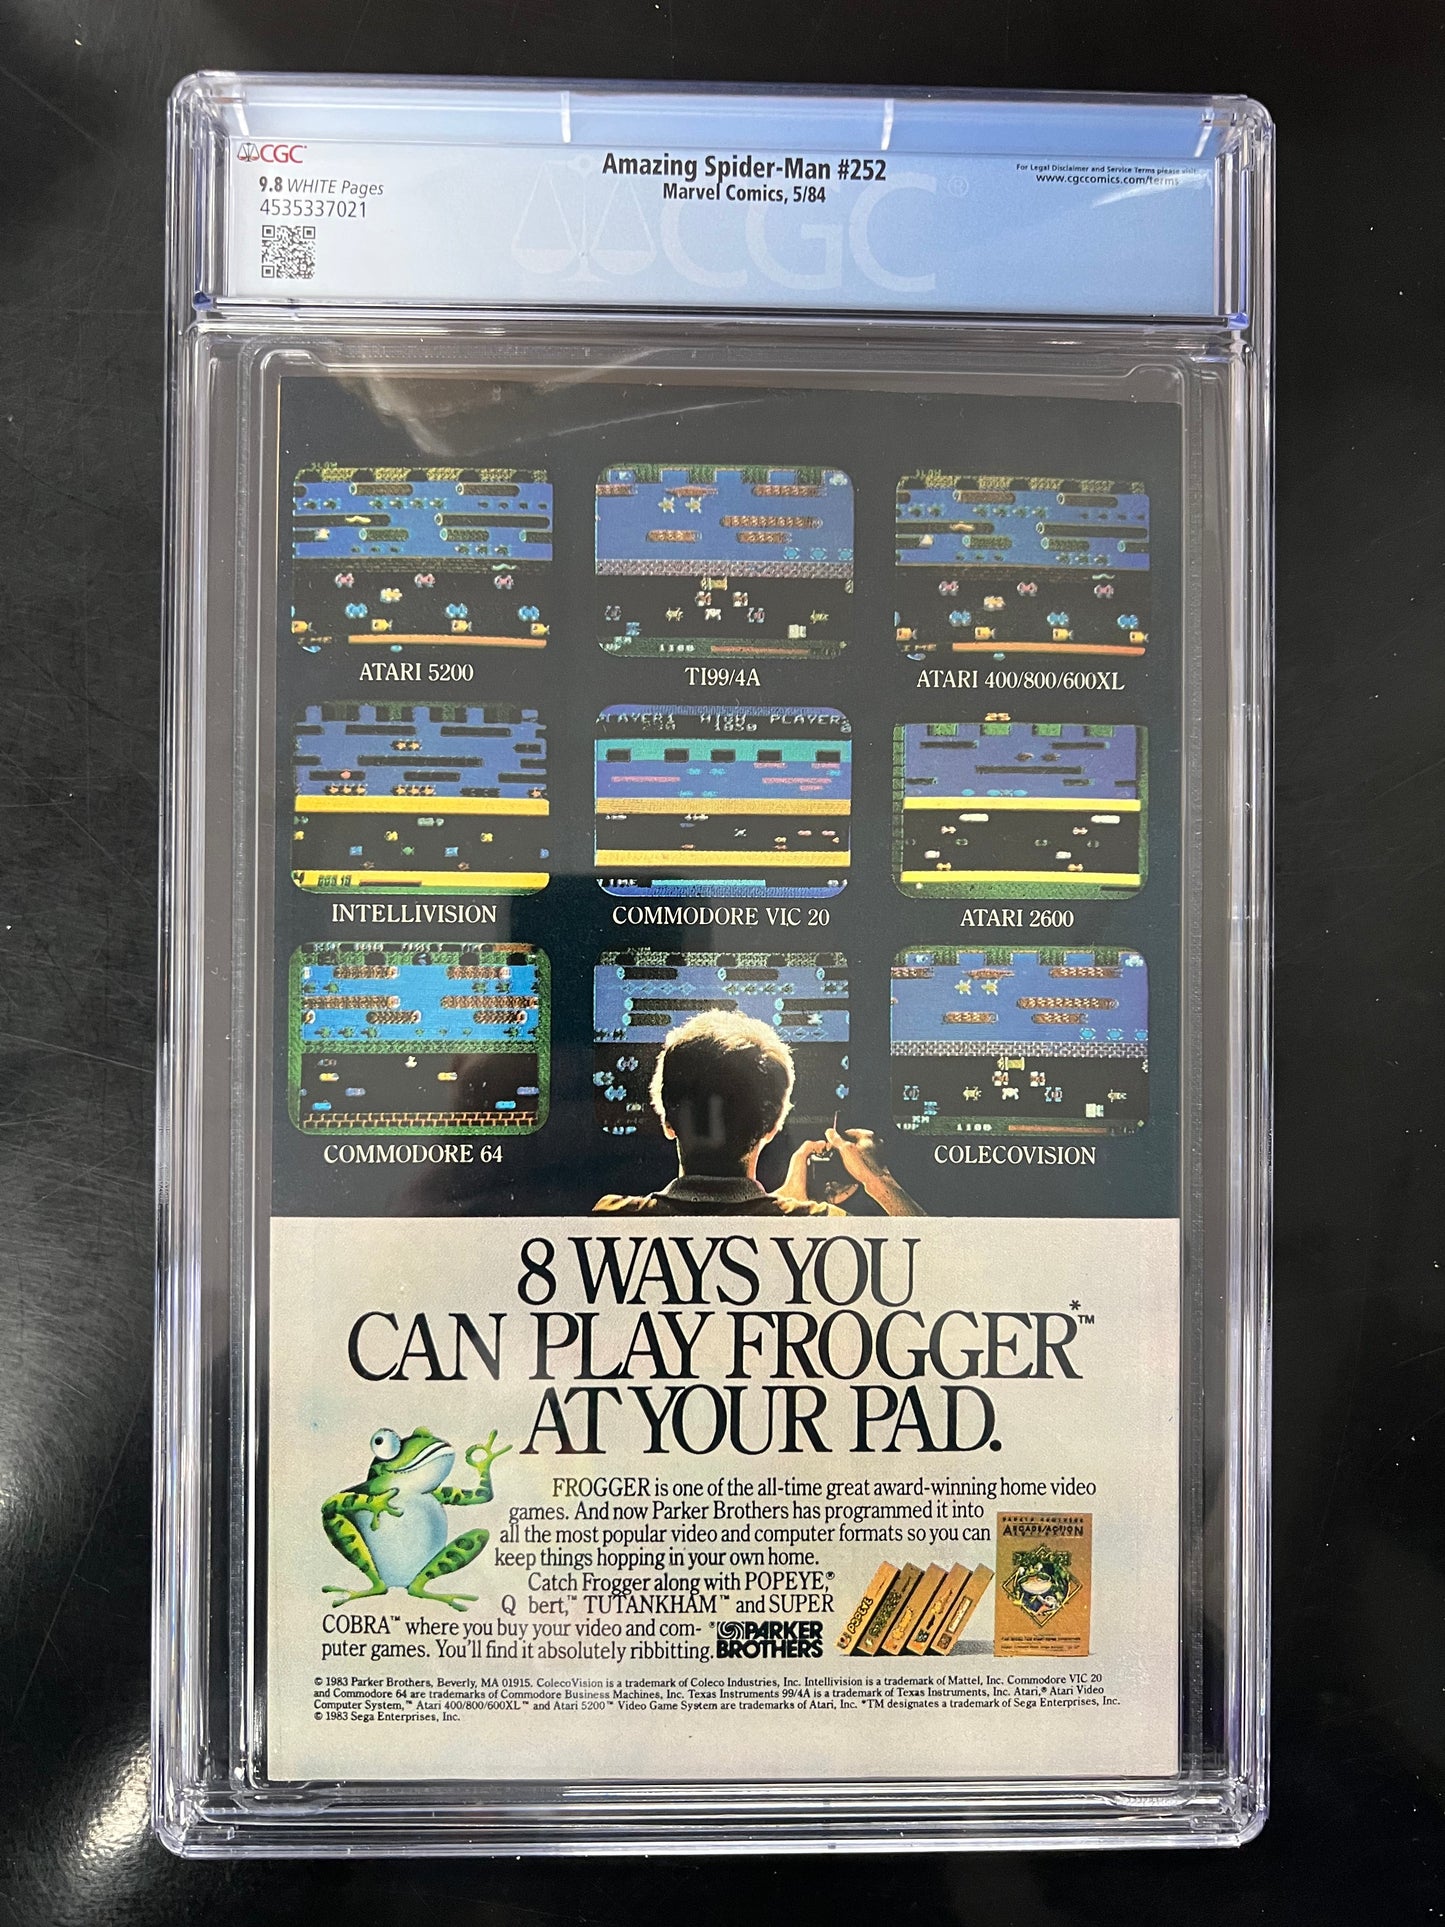 CGC
9.8 WHITE Pages
4535337021
Amazing Spider-Man #252
Marvel Comics, 5/84
For Legal Disclaimer and Service Terms please visit:
www.cgccomics.com/terms
CGC®
ATARI 5200
TI99/4A
ATARI 400/800/600XL
INTELLIVISION
COMMODORE VIC 20
ATARI 2600
COMMODORE 64
COLECOVISION
8 WAYS YOU
CAN PLAY FROGGER*™
AT YOUR PAD.
FROGGER is one of the all-time great award-winning home video
games. And now Parker Brothers has programmed it into
all the most popular video and computer formats so you can
keep things hopping in your own home.
Catch Frogger along with POPEYE,®
Q bert,™ TUTANKHAM™ and SUPER
COBRA™ where you buy your video and com-
puter games. You'll find it absolutely ribbitting.
PARKER
BROTHERS
POPEYE
PARKER BROTHERS
ARCADE/ACTION
© 1983 Parker Brothers, Beverly, MA 01915. ColecoVision is a trademark of Coleco Industries, Inc. Intellivision is a trademark of Mattel, Inc. Commodore VIC 20
and Commodore 64 are trademarks of Commodore Business Machines, Inc. Texas Instruments 99/4A is a trademark of Texas Instruments, Inc. Atari,® Atari Video
Computer System,™ Atari 400/800/600XL™ and Atari 5200™ Video Game System are trademarks of Atari, Inc. *TM designates a trademark of Sega Enterprises, Inc.
© 1983 Sega Enterprises, Inc.